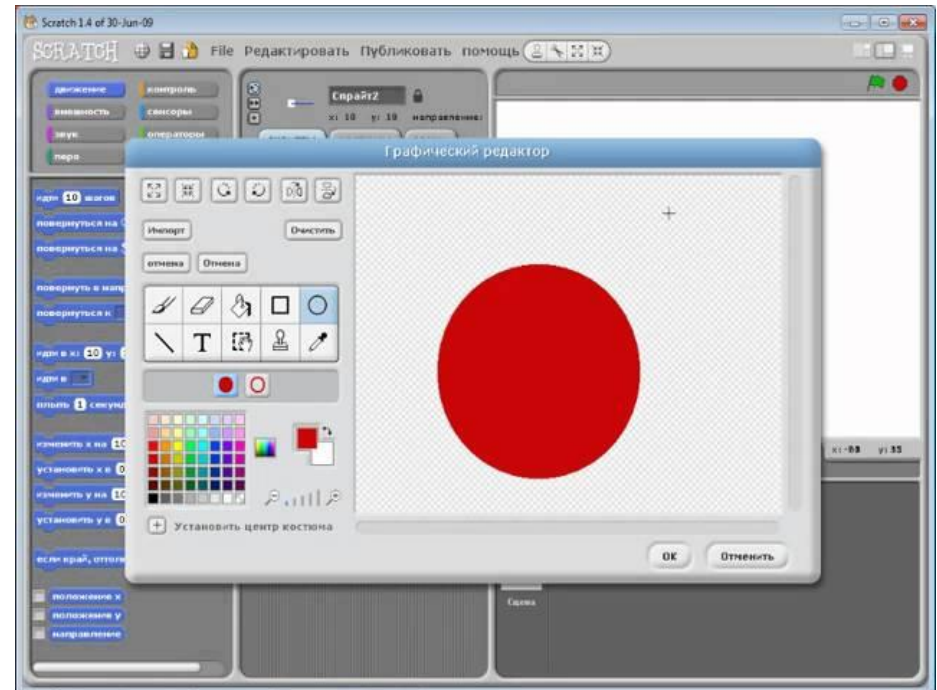 Scratch 1.4 of 30-Jun-09
SCRATCH File Редактировать Публиковать помощь
движение контроль
внешность сенсоры
звук операторы
перо
Спрайт2
x: 10 y: 10 направление:
Графический редактор
Импорт Очистить
отмена Отмена
T
Установить центр костюма
OK Отменить
идти 10 шагов
повернуться на
повернуться на
повернуть в
повернуться к
идти в x: 10 y:
идти в
плыть 1 секунд
изменить x на 10
установить x в 0
изменить y на 10
установить y в 0
если край,
положение x
положение y
направление
y: 35
Сцена